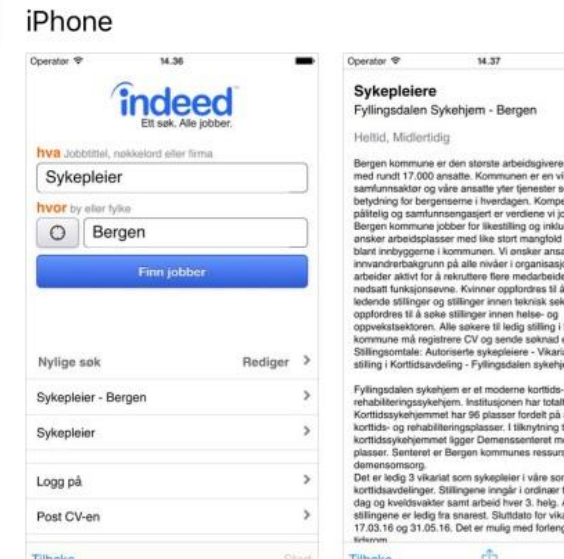 iPhone
Operatør 14.36
indeed
Ett søk. Alle jobber.
hva Jobbtittel, nøkkelord eller firma
Sykepleier
hvor by eller fylke
Bergen
Finn jobber
Nylige søk Rediger
Sykepleier - Bergen
Sykepleier
Logg på
Post CV-en
Tilbake Start
Operatør 14.37
Sykepleiere
Fyllingsdalen Sykehjem - Bergen
Heltid, Midlertidig
Bergen kommune er den største arbeidsgivere
med rundt 17.000 ansatte. Kommunen er en vi
samfunnsaktør og våre ansatte yter tjenester s
betydning for bergenserne i hverdagen. Kompe
pålitelig og samfunnsengasjert er verdiene vi jo
Bergen kommune jobber for likestilling og inklu
ønsker arbeidsplasser med like stort mangfold
blant innbyggerne i kommunen. Vi ønsker ansa
innvandrerbakgrunn på alle nivåer i organisasj
arbeider aktivt for å rekruttere flere medarbeide
nedsatt funksjonsevne. Kvinner oppfordres til å
ledende stillinger og stillinger innen teknisk sek
oppfordres til å søke stillinger innen helse- og
oppvekstsektoren. Alle søkere til ledig stilling i
kommune må registrere CV og sende søknad e
Stillingsomtale: Autoriserte sykepleiere - Vikaria
stilling i Korttidsavdeling - Fyllingsdalen sykehje
Fyllingsdalen sykehjem er et moderne korttids-
rehabiliteringssykehjem. Institusjonen har totalt
Korttidssykehjemmet har 96 plasser fordelt på
korttids- og rehabiliteringsplasser. I tilknytning t
korttidssykehjemmet ligger Demenssenteret m
plasser. Senteret er Bergen kommunes ressurs
demensomsorg.
Det er ledig 3 vikariat som sykepleier i våre som
korttidsavdelinger. Stillingene inngår i ordinær t
dag og kveldsvakter samt arbeid hver 3. helg. A
stillingene er ledig fra snarest. Sluttdato for vika
17.03.16 og 31.05.16. Det er mulig med forleng
tidsrom
Tilbake